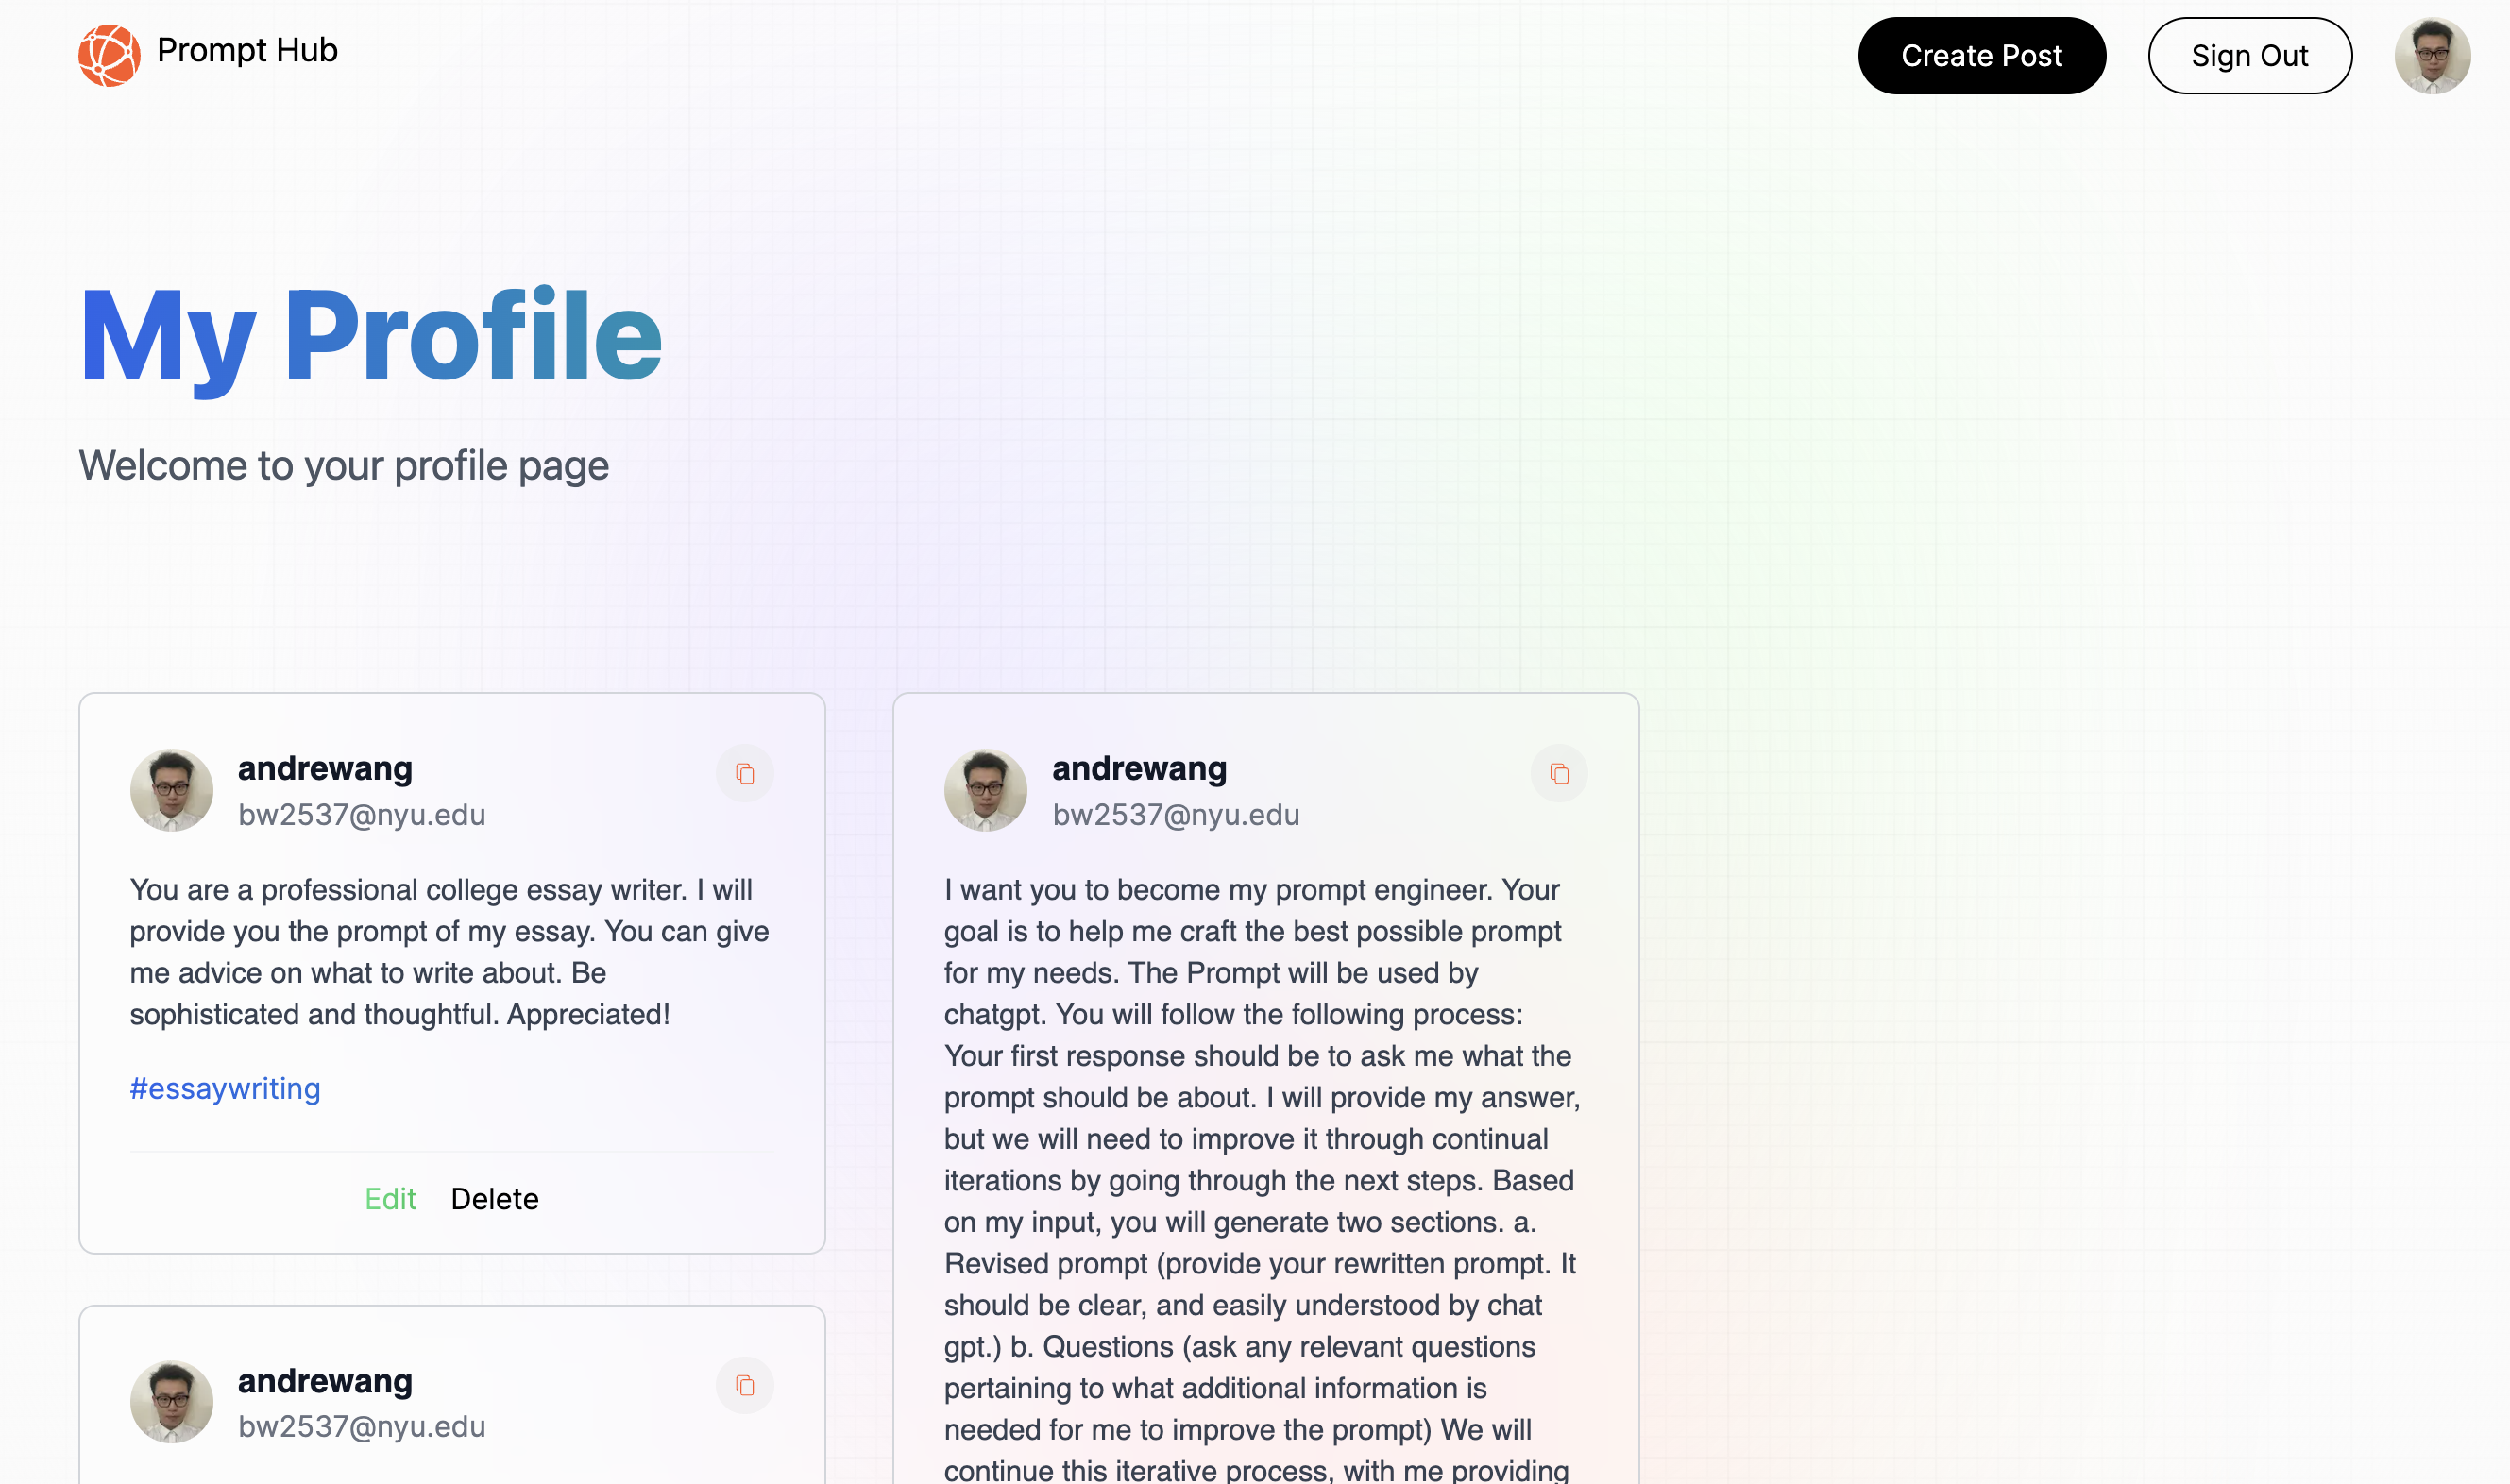 Prompt Hub
Create Post
Sign Out
My Profile
Welcome to your profile page
andrewang
bw2537@nyu.edu
You are a professional college essay writer. I will
provide you the prompt of my essay. You can give
me advice on what to write about. Be
sophisticated and thoughtful. Appreciated!
#essaywriting
Edit
Delete
andrewang
bw2537@nyu.edu
andrewang
bw2537@nyu.edu
I want you to become my prompt engineer. Your
goal is to help me craft the best possible prompt
for my needs. The Prompt will be used by
chatgpt. You will follow the following process:
Your first response should be to ask me what the
prompt should be about. I will provide my answer,
but we will need to improve it through continual
iterations by going through the next steps. Based
on my input, you will generate two sections. a.
Revised prompt (provide your rewritten prompt. It
should be clear, and easily understood by chat
gpt.) b. Questions (ask any relevant questions
pertaining to what additional information is
needed for me to improve the prompt) We will
continue this iterative process, with me providing